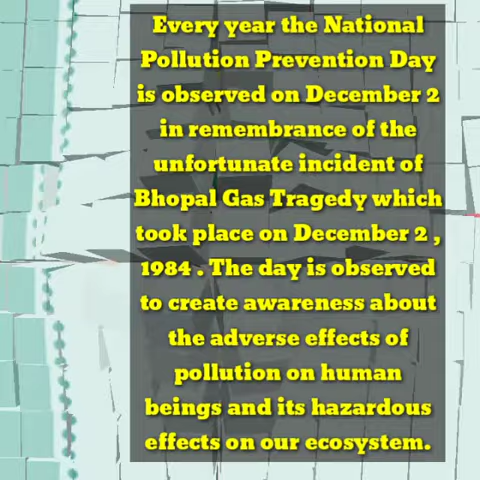 Every year the National
Pollution Prevention Day
is observed on December 2
in remembrance of the
unfortunate incident of
Bhopal Gas Tragedy which
took place on December 2 ,
1984 . The day is observed
to create awareness about
the adverse effects of
pollution on human
beings and its hazardous
effects on our ecosystem.